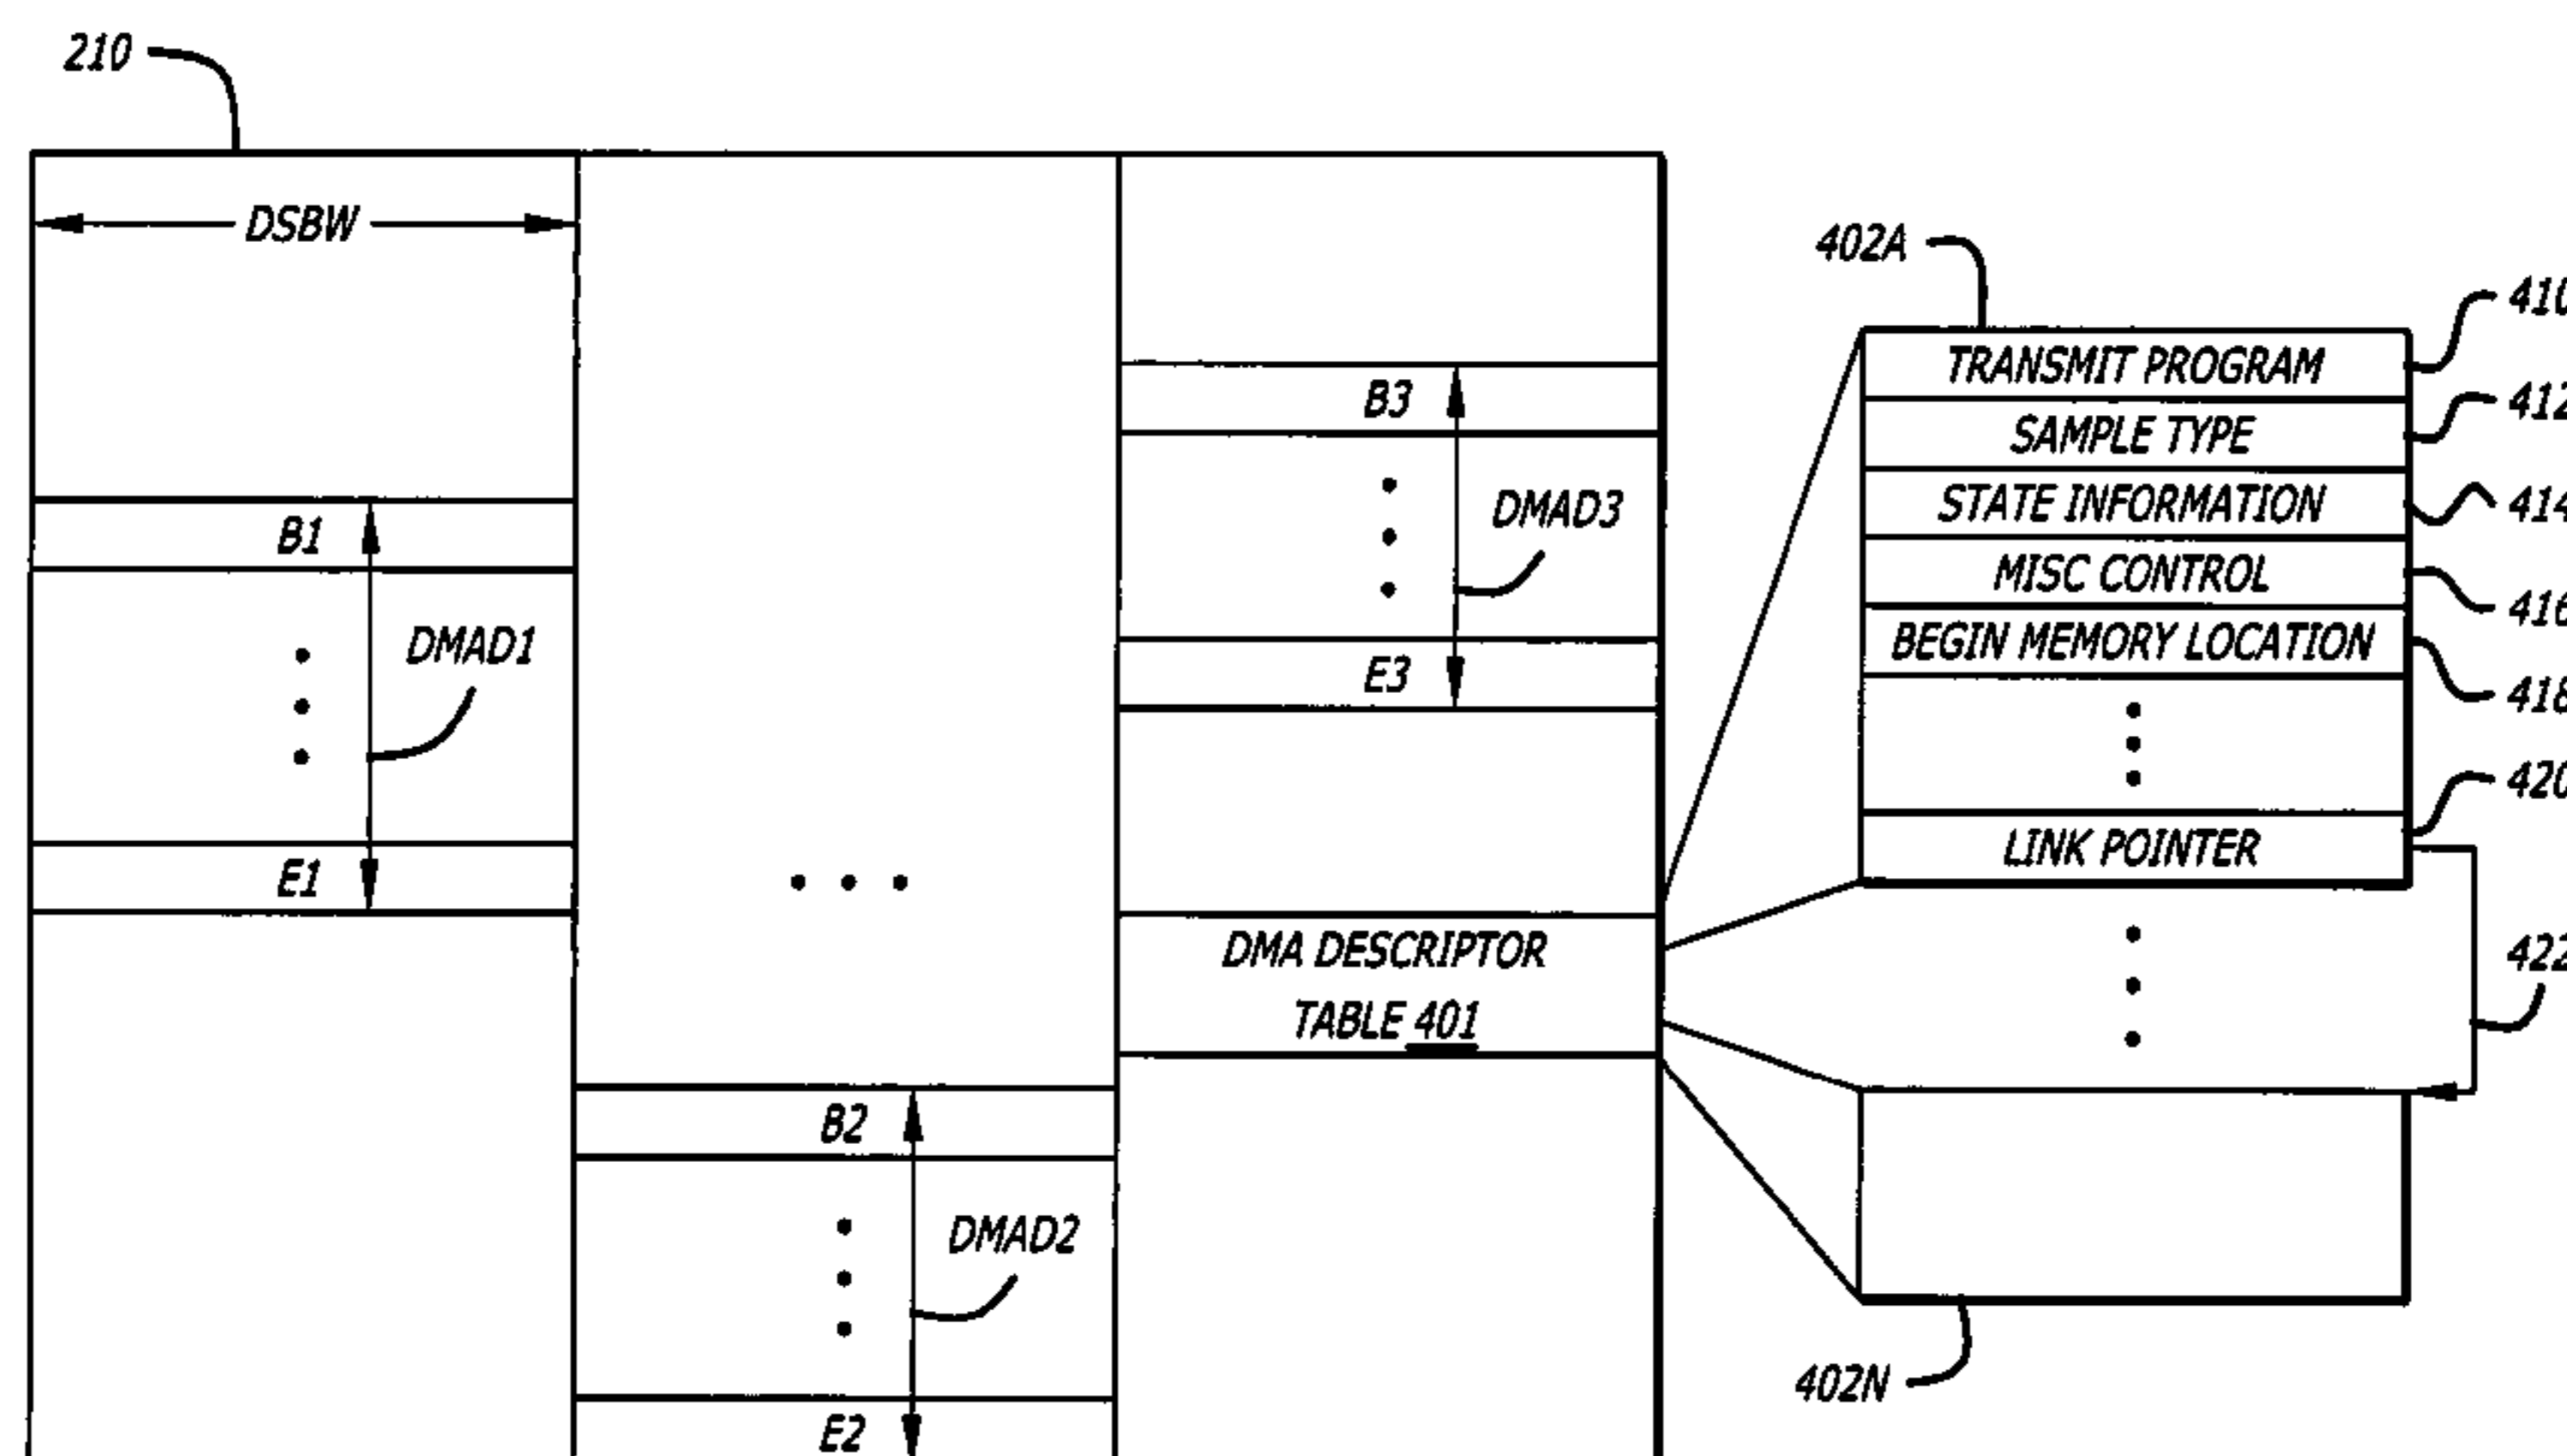 210
DSBW
B1
DMAD1
E1
B2
DMAD2
E2
B3
DMAD3
E3
DMA DESCRIPTOR
TABLE 401
402A
TRANSMIT PROGRAM
410
SAMPLE TYPE
412
STATE INFORMATION
414
MISC CONTROL
416
BEGIN MEMORY LOCATION
418
LINK POINTER
420
422
402N